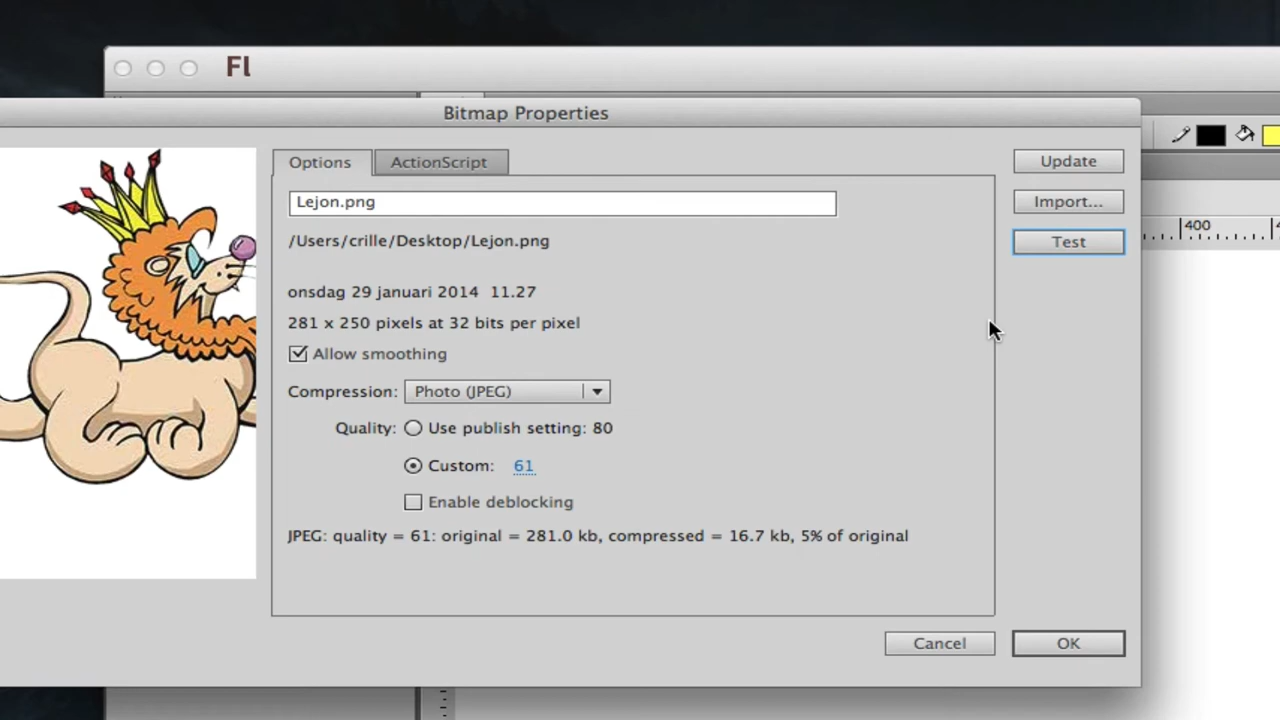 Fl
Bitmap Properties
Options
ActionScript
Update
Lejon.png
Import...
/Users/crille/Desktop/Lejon.png
Test
400
onsdag 29 januari 2014 11.27
281 x 250 pixels at 32 bits per pixel
Allow smoothing
Compression: Photo (JPEG)
Quality: Use publish setting: 80
Custom: 61
Enable deblocking
JPEG: quality = 61: original = 281.0 kb, compressed = 16.7 kb, 5% of original
Cancel
OK